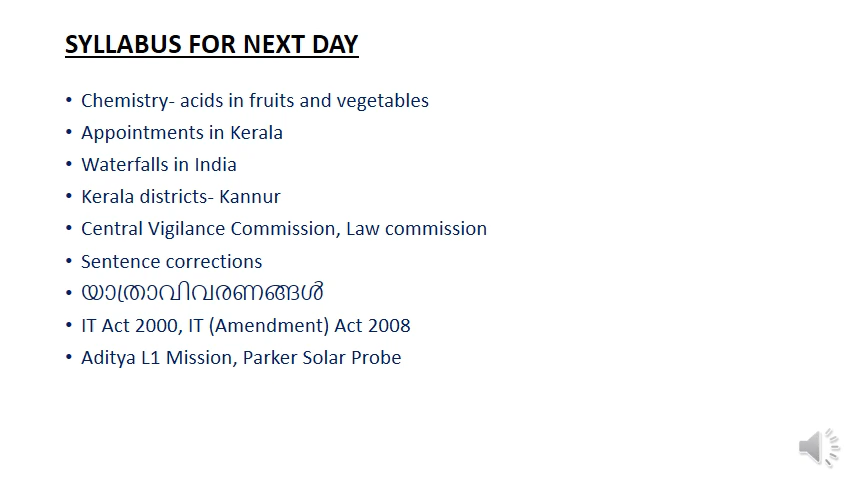 SYLLABUS FOR NEXT DAY
• Chemistry- acids in fruits and vegetables
• Appointments in Kerala
• Waterfalls in India
• Kerala districts- Kannur
• Central Vigilance Commission, Law commission
• Sentence corrections
• യാത്രാവിവരണങ്ങൾ
• IT Act 2000, IT (Amendment) Act 2008
• Aditya L1 Mission, Parker Solar Probe